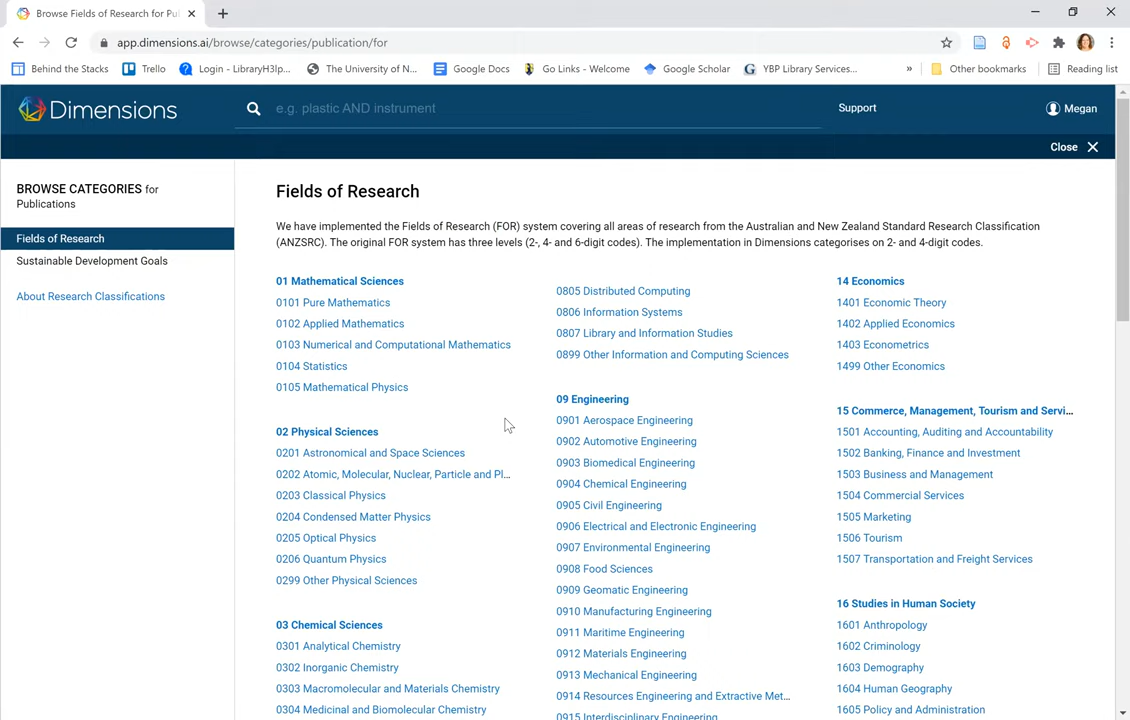 Browse Fields of Research for Pul
app.dimensions.ai/browse/categories/publication/for
Behind the Stacks
Trello
Login - LibraryH3lp...
The University of N...
Google Docs
Go Links - Welcome
Google Scholar
YBP Library Services...
»
Other bookmarks
Reading list
Dimensions
e.g. plastic AND instrument
Support
Megan
Close
BROWSE CATEGORIES for
Publications
Fields of Research
Sustainable Development Goals
About Research Classifications
Fields of Research
We have implemented the Fields of Research (FOR) system covering all areas of research from the Australian and New Zealand Standard Research Classification
(ANZSRC). The original FOR system has three levels (2-, 4- and 6-digit codes). The implementation in Dimensions categorises on 2- and 4-digit codes.
01 Mathematical Sciences
0101 Pure Mathematics
0102 Applied Mathematics
0103 Numerical and Computational Mathematics
0104 Statistics
0105 Mathematical Physics
02 Physical Sciences
0201 Astronomical and Space Sciences
0202 Atomic, Molecular, Nuclear, Particle and Pl...
0203 Classical Physics
0204 Condensed Matter Physics
0205 Optical Physics
0206 Quantum Physics
0299 Other Physical Sciences
03 Chemical Sciences
0301 Analytical Chemistry
0302 Inorganic Chemistry
0303 Macromolecular and Materials Chemistry
0304 Medicinal and Biomolecular Chemistry
0805 Distributed Computing
0806 Information Systems
0807 Library and Information Studies
0899 Other Information and Computing Sciences
09 Engineering
0901 Aerospace Engineering
0902 Automotive Engineering
0903 Biomedical Engineering
0904 Chemical Engineering
0905 Civil Engineering
0906 Electrical and Electronic Engineering
0907 Environmental Engineering
0908 Food Sciences
0909 Geomatic Engineering
0910 Manufacturing Engineering
0911 Maritime Engineering
0912 Materials Engineering
0913 Mechanical Engineering
0914 Resources Engineering and Extractive Met...
0915 Interdisciplinary Engineering
14 Economics
1401 Economic Theory
1402 Applied Economics
1403 Econometrics
1499 Other Economics
15 Commerce, Management, Tourism and Servi...
1501 Accounting, Auditing and Accountability
1502 Banking, Finance and Investment
1503 Business and Management
1504 Commercial Services
1505 Marketing
1506 Tourism
1507 Transportation and Freight Services
16 Studies in Human Society
1601 Anthropology
1602 Criminology
1603 Demography
1604 Human Geography
1605 Policy and Administration